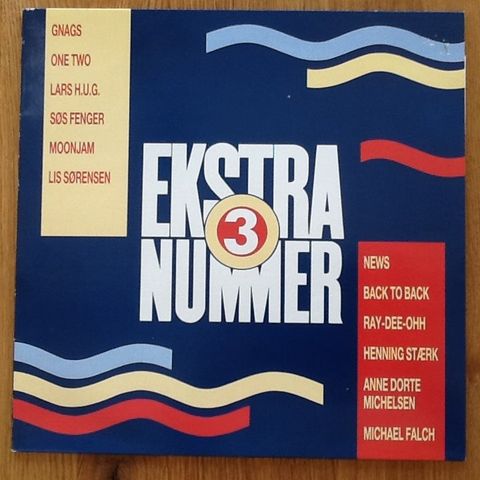 GNAGS
ONE TWO
LARS H.U.G.
SØS FENGER
MOONJAM
LIS SØRENSEN
EKSTRA
3
NUMMER
NEWS
BACK TO BACK
RAY-DEE-OHH
HENNING STÆRK
ANNE DORTE
MICHELSEN
MICHAEL FALCH